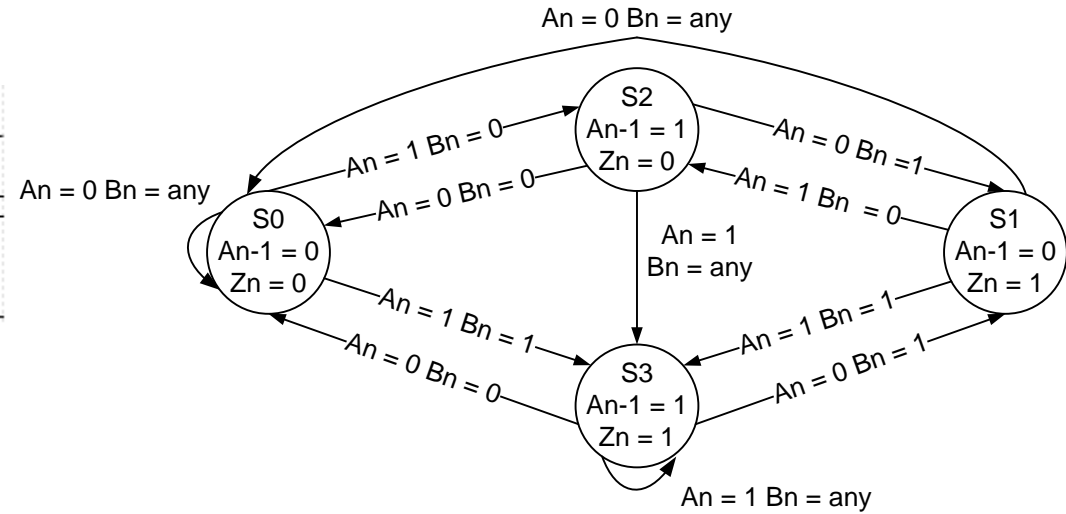 An = 0 Bn = any
S2
An-1 = 1
Zn = 0
An = 1 Bn = 0
An = 0 Bn =1
An = 0 Bn = any
An = 0 Bn = 0
An = 1 Bn = 0
S0
An-1 = 0
Zn = 0
An = 1
Bn = any
S1
An-1 = 0
Zn = 1
An = 1 Bn = 1
An = 1 Bn = 1
An = 0 Bn = 0
S3
An-1 = 1
Zn = 1
An = 0 Bn = 1
An = 1 Bn = any